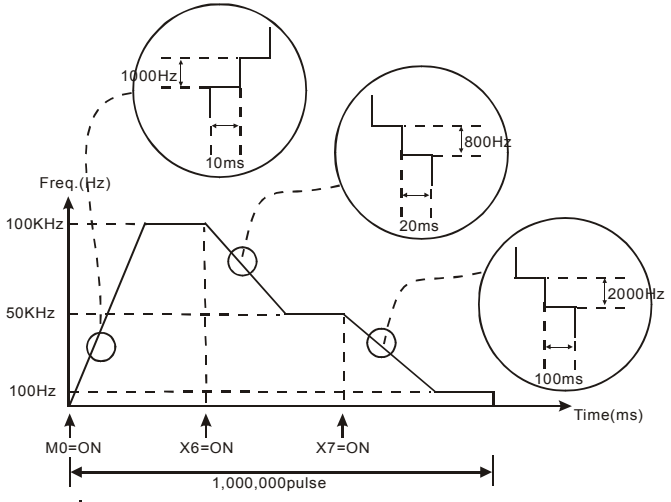 1000Hz
10ms
800Hz
20ms
2000Hz
100ms
Freq.(Hz)
100KHz
50KHz
100Hz
Time(ms)
M0=ON
X6=ON
X7=ON
1,000,000pulse